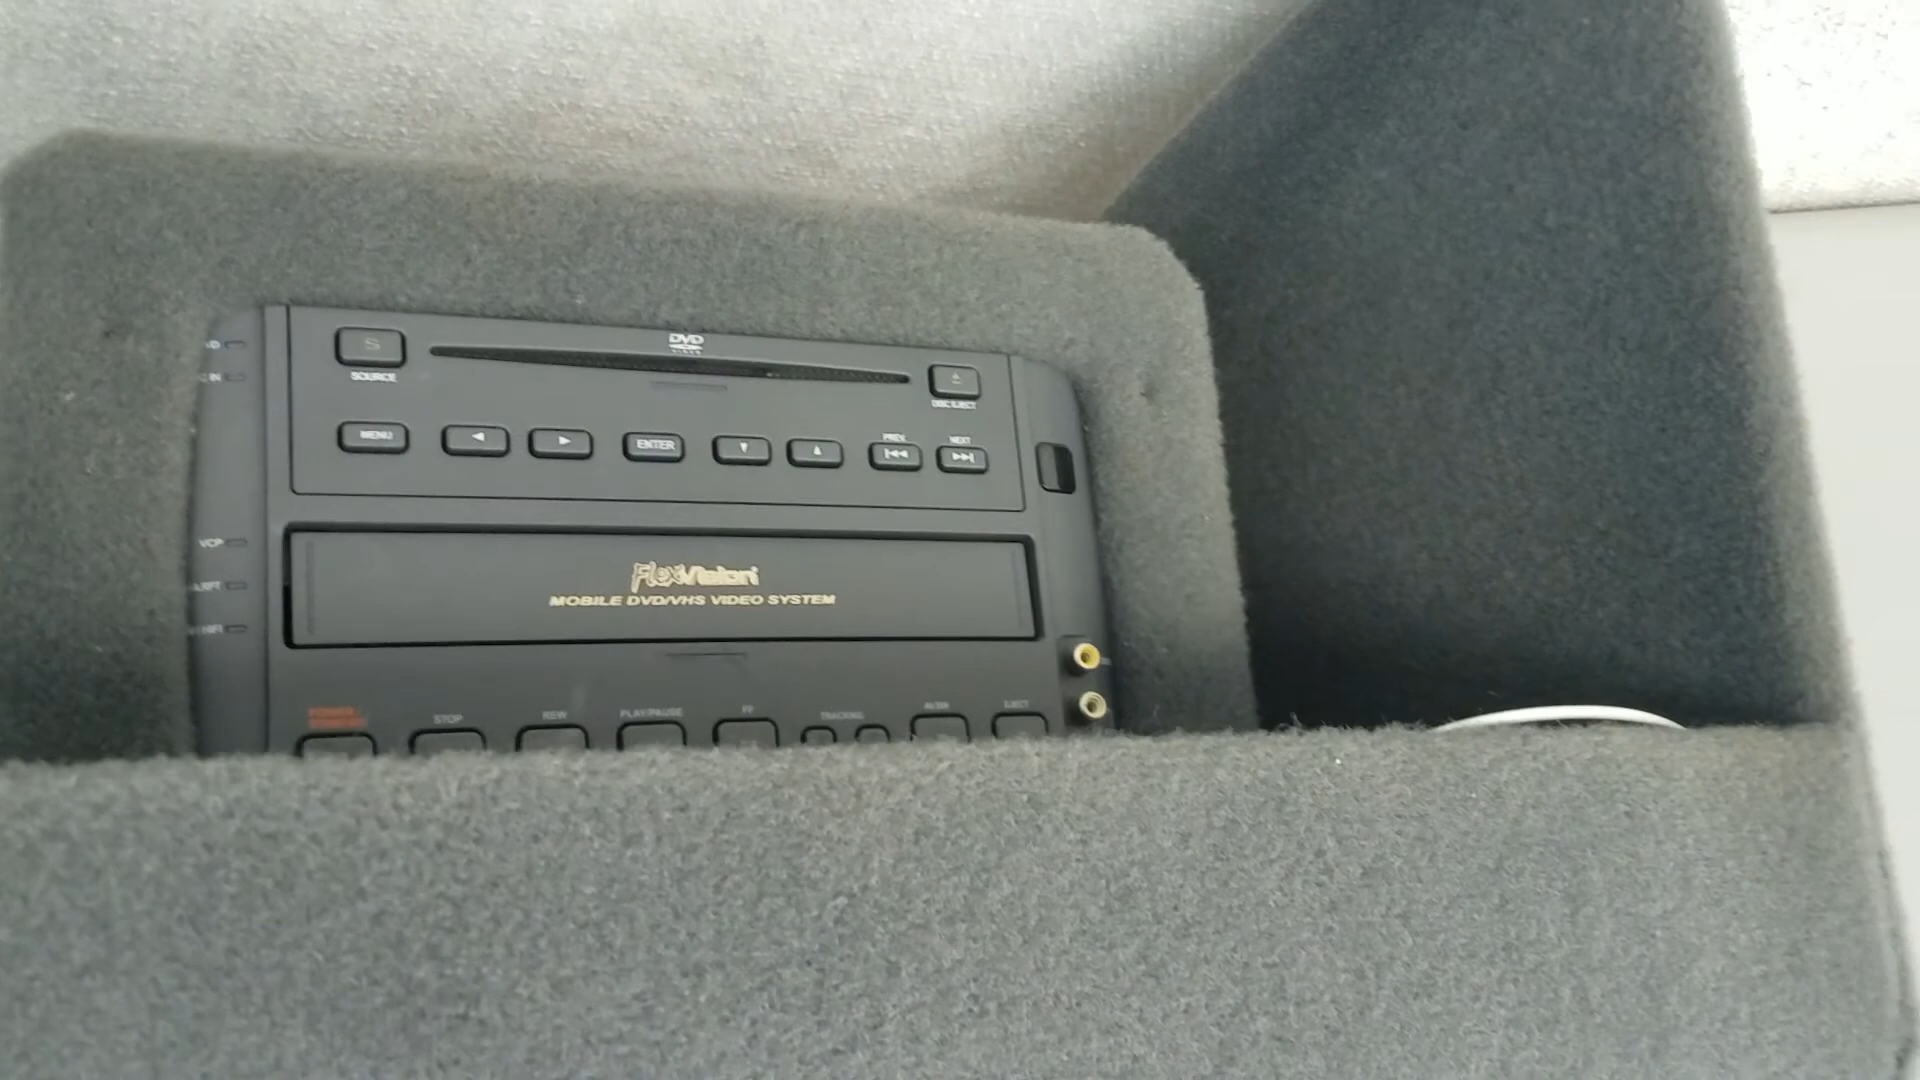 DVD
VIDEO
S
SOURCE
DISC EJECT
MENU
ENTER
PREV
NEXT
VCP
FlexVision
MOBILE DVD/VHS VIDEO SYSTEM
STOP
REW
PLAY/PAUSE
FF
TRACKING
EJECT